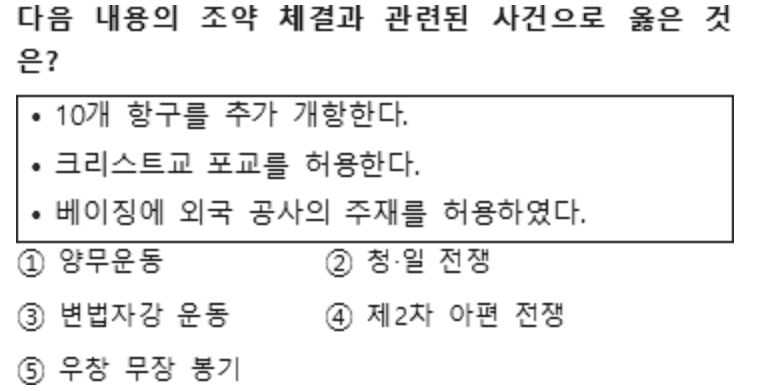 다음 내용의 조약 체결과 관련된 사건으로 옳은 것
은?
• 10개 항구를 추가 개항한다.
• 크리스트교 포교를 허용한다.
• 베이징에 외국 공사의 주재를 허용하였다.
① 양무운동 ② 청·일 전쟁
③ 변법자강 운동 ④ 제2차 아편 전쟁
⑤ 우창 무장 봉기